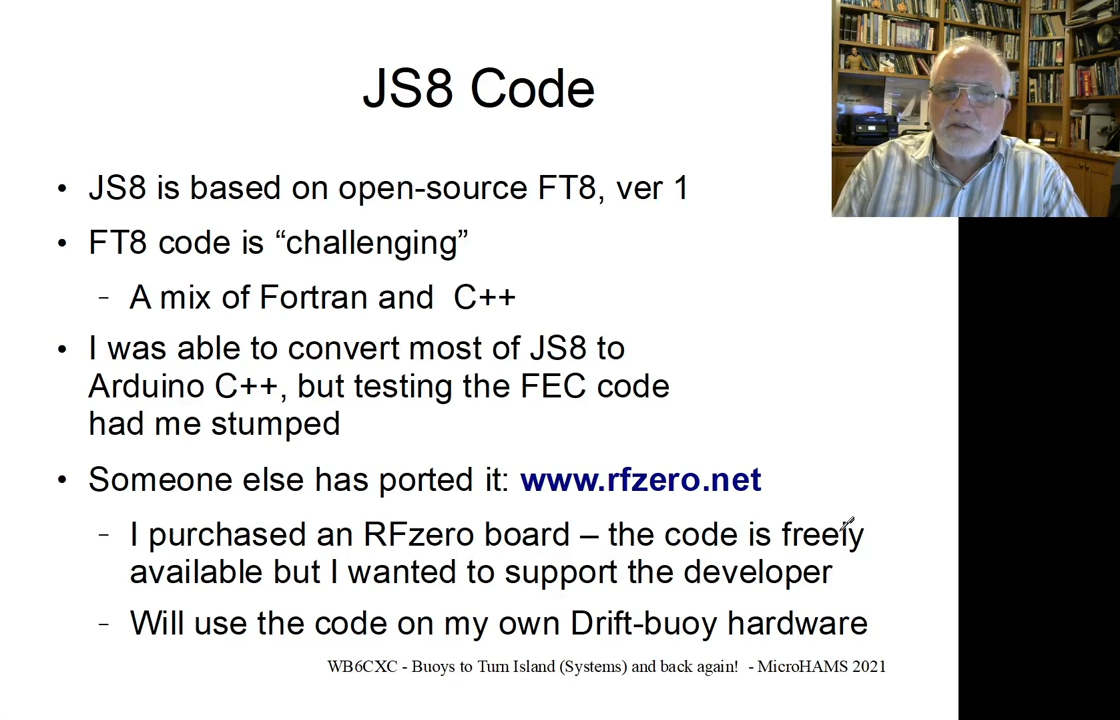 JS8 Code
• JS8 is based on open-source FT8, ver 1
• FT8 code is “challenging”
– A mix of Fortran and C++
• I was able to convert most of JS8 to
Arduino C++, but testing the FEC code
had me stumped
• Someone else has ported it: www.rfzero.net
– I purchased an RFzero board – the code is freely
available but I wanted to support the developer
– Will use the code on my own Drift-buoy hardware
WB6CXC - Buoys to Turn Island (Systems) and back again! - MicroHAMS 2021